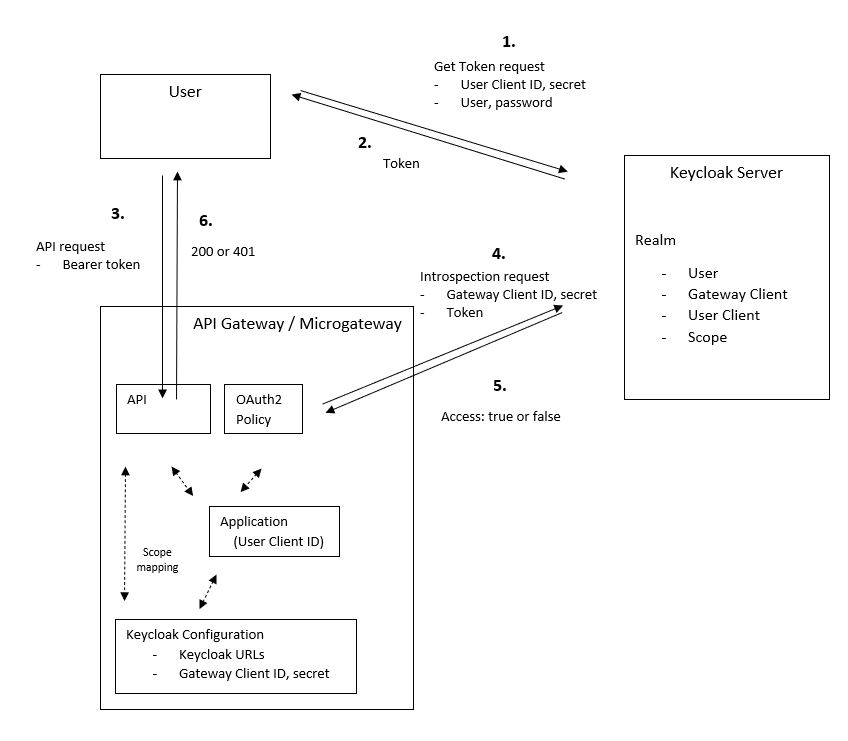 1.
Get Token request
- User Client ID, secret
- User, password
User
2.
Token
Keycloak Server
Realm
- User
- Gateway Client
- User Client
- Scope
3.
API request
- Bearer token
6.
200 or 401
4.
Introspection request
- Gateway Client ID, secret
- Token
5.
Access: true or false
API Gateway / Microgateway
API
OAuth2
Policy
Application
(User Client ID)
Scope
mapping
Keycloak Configuration
- Keycloak URLs
- Gateway Client ID, secret